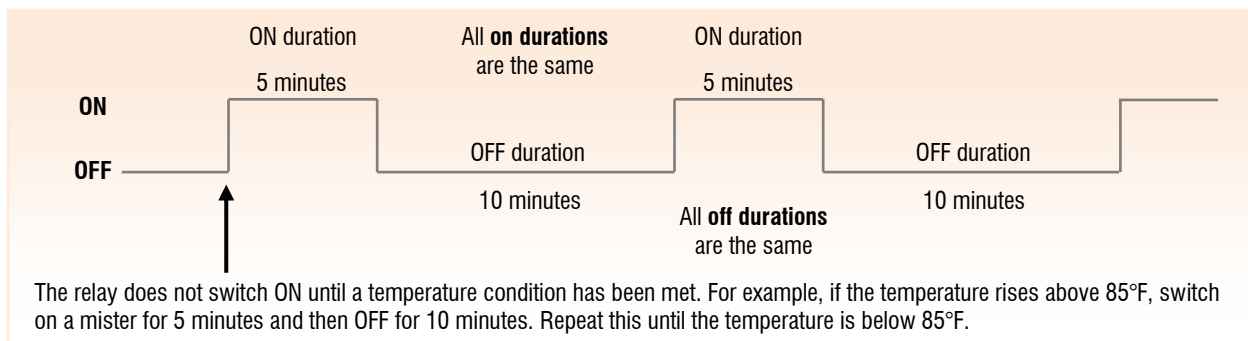 ON duration
All on durations
are the same
ON duration
5 minutes
5 minutes
ON
OFF
OFF duration
10 minutes
OFF duration
10 minutes
All off durations
are the same
The relay does not switch ON until a temperature condition has been met. For example, if the temperature rises above 85°F, switch
on a mister for 5 minutes and then OFF for 10 minutes. Repeat this until the temperature is below 85°F.